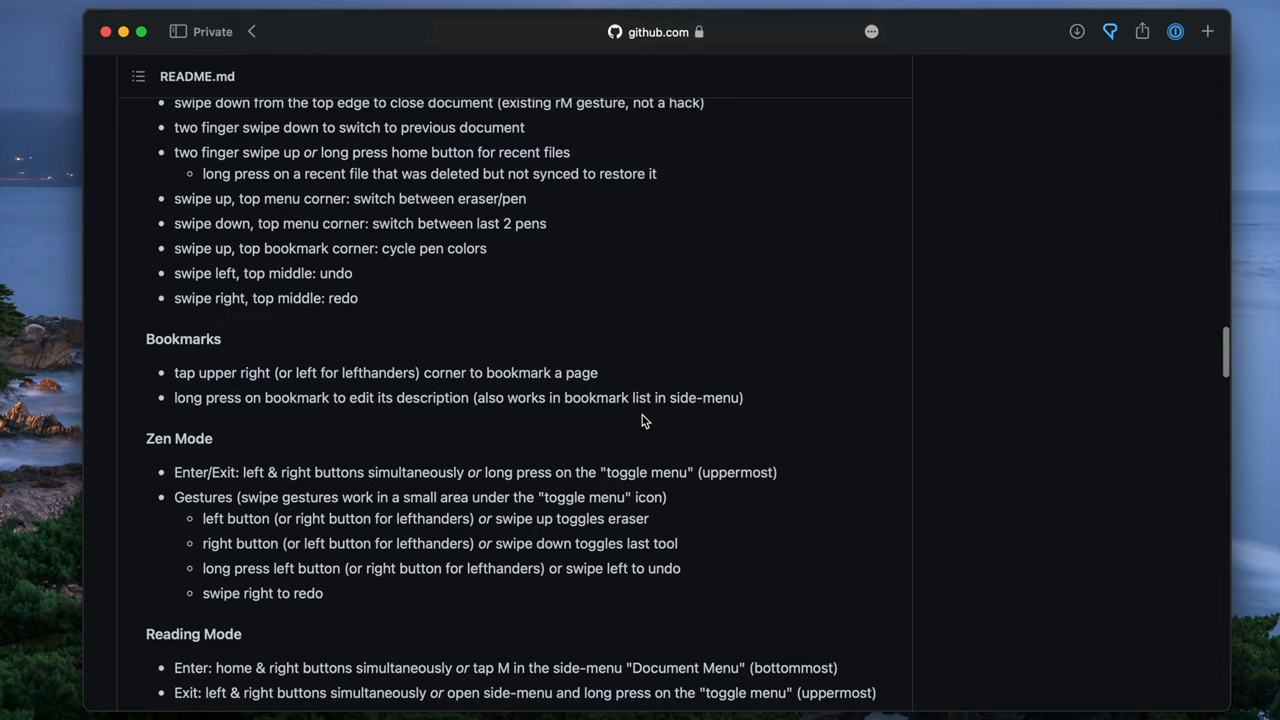 Private
github.com
README.md
swipe down from the top edge to close document (existing rM gesture, not a hack)
two finger swipe down to switch to previous document
two finger swipe up or long press home button for recent files
long press on a recent file that was deleted but not synced to restore it
swipe up, top menu corner: switch between eraser/pen
swipe down, top menu corner: switch between last 2 pens
swipe up, top bookmark corner: cycle pen colors
swipe left, top middle: undo
swipe right, top middle: redo
Bookmarks
tap upper right (or left for lefthanders) corner to bookmark a page
long press on bookmark to edit its description (also works in bookmark list in side-menu)
Zen Mode
Enter/Exit: left & right buttons simultaneously or long press on the "toggle menu" (uppermost)
Gestures (swipe gestures work in a small area under the "toggle menu" icon)
left button (or right button for lefthanders) or swipe up toggles eraser
right button (or left button for lefthanders) or swipe down toggles last tool
long press left button (or right button for lefthanders) or swipe left to undo
swipe right to redo
Reading Mode
Enter: home & right buttons simultaneously or tap M in the side-menu "Document Menu" (bottommost)
Exit: left & right buttons simultaneously or open side-menu and long press on the "toggle menu" (uppermost)